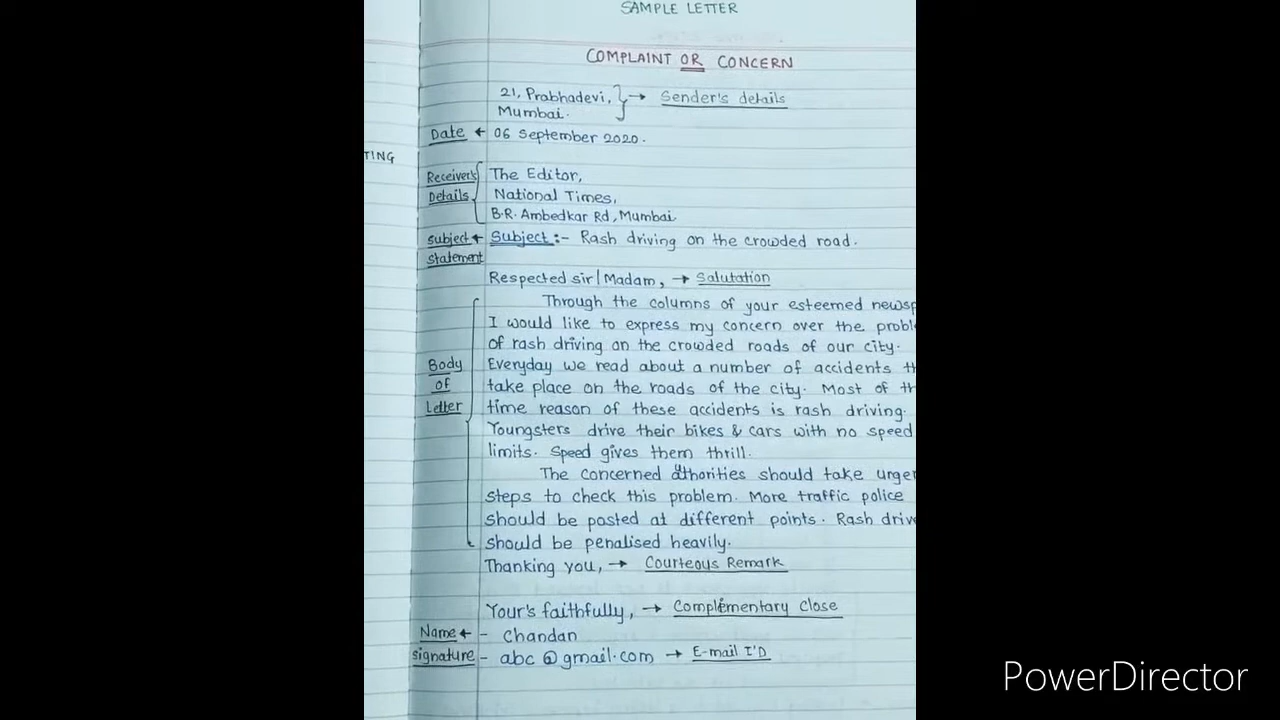 SAMPLE LETTER
COMPLAINT OR CONCERN
21, Prabhadevi, → Sender's details
Mumbai.
Date ← 06 September 2020.
TING
Receiver's The Editor,
Details National Times,
B.R. Ambedkar Rd, Mumbai
Subject ← Subject :- Rash driving on the crowded road.
statement
Respected sir/Madam, → Salutation
Through the columns of your esteemed newsp
I would like to express my concern over the proble
of rash driving on the crowded roads of our city.
Body Everyday we read about a number of accidents th
of take place on the roads of the city. Most of th
Letter time reason of these accidents is rash driving.
Youngsters drive their bikes & cars with no speed
limits. Speed gives them thrill.
The concerned authorities should take urge
steps to check this problem. More traffic police
should be posted at different points. Rash drive
should be penalised heavily.
Thanking you, → Courteous Remark
Your's faithfully, → Complementary close
Name ← - Chandan
signature - abc @gmail.com → E-mail I'D
PowerDirector